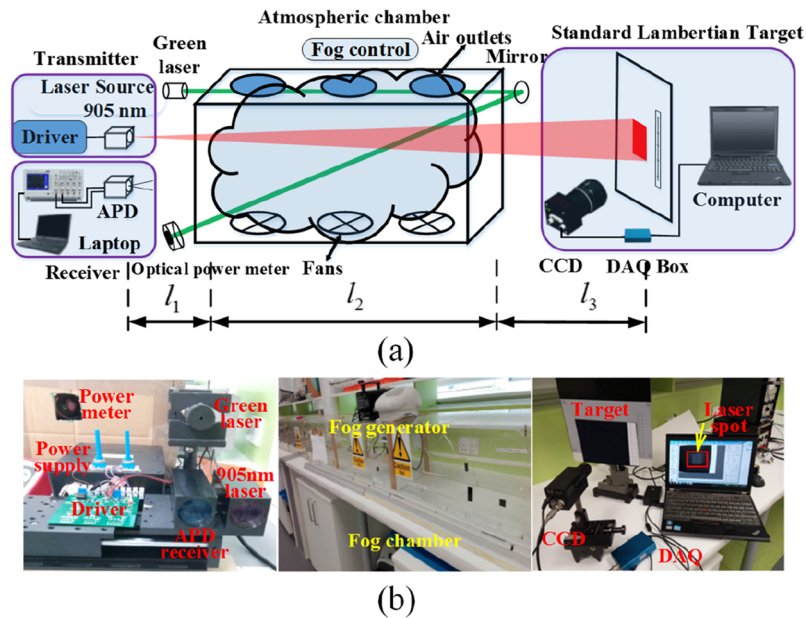 Atmospheric chamber
Standard Lambertian Target
Transmitter
Green
laser
Fog control
Air outlets
Mirror
Laser Source
905 nm
Driver
APD
Laptop
Computer
Receiver
Optical power meter
Fans
CCD
DAQ Box
l1
l2
l3
(a)
Power
meter
Green
laser
Power
supply
905nm
laser
Driver
APD
receiver
Fog generator
Fog chamber
Target
Laser
spot
CCD
DAQ
(b)